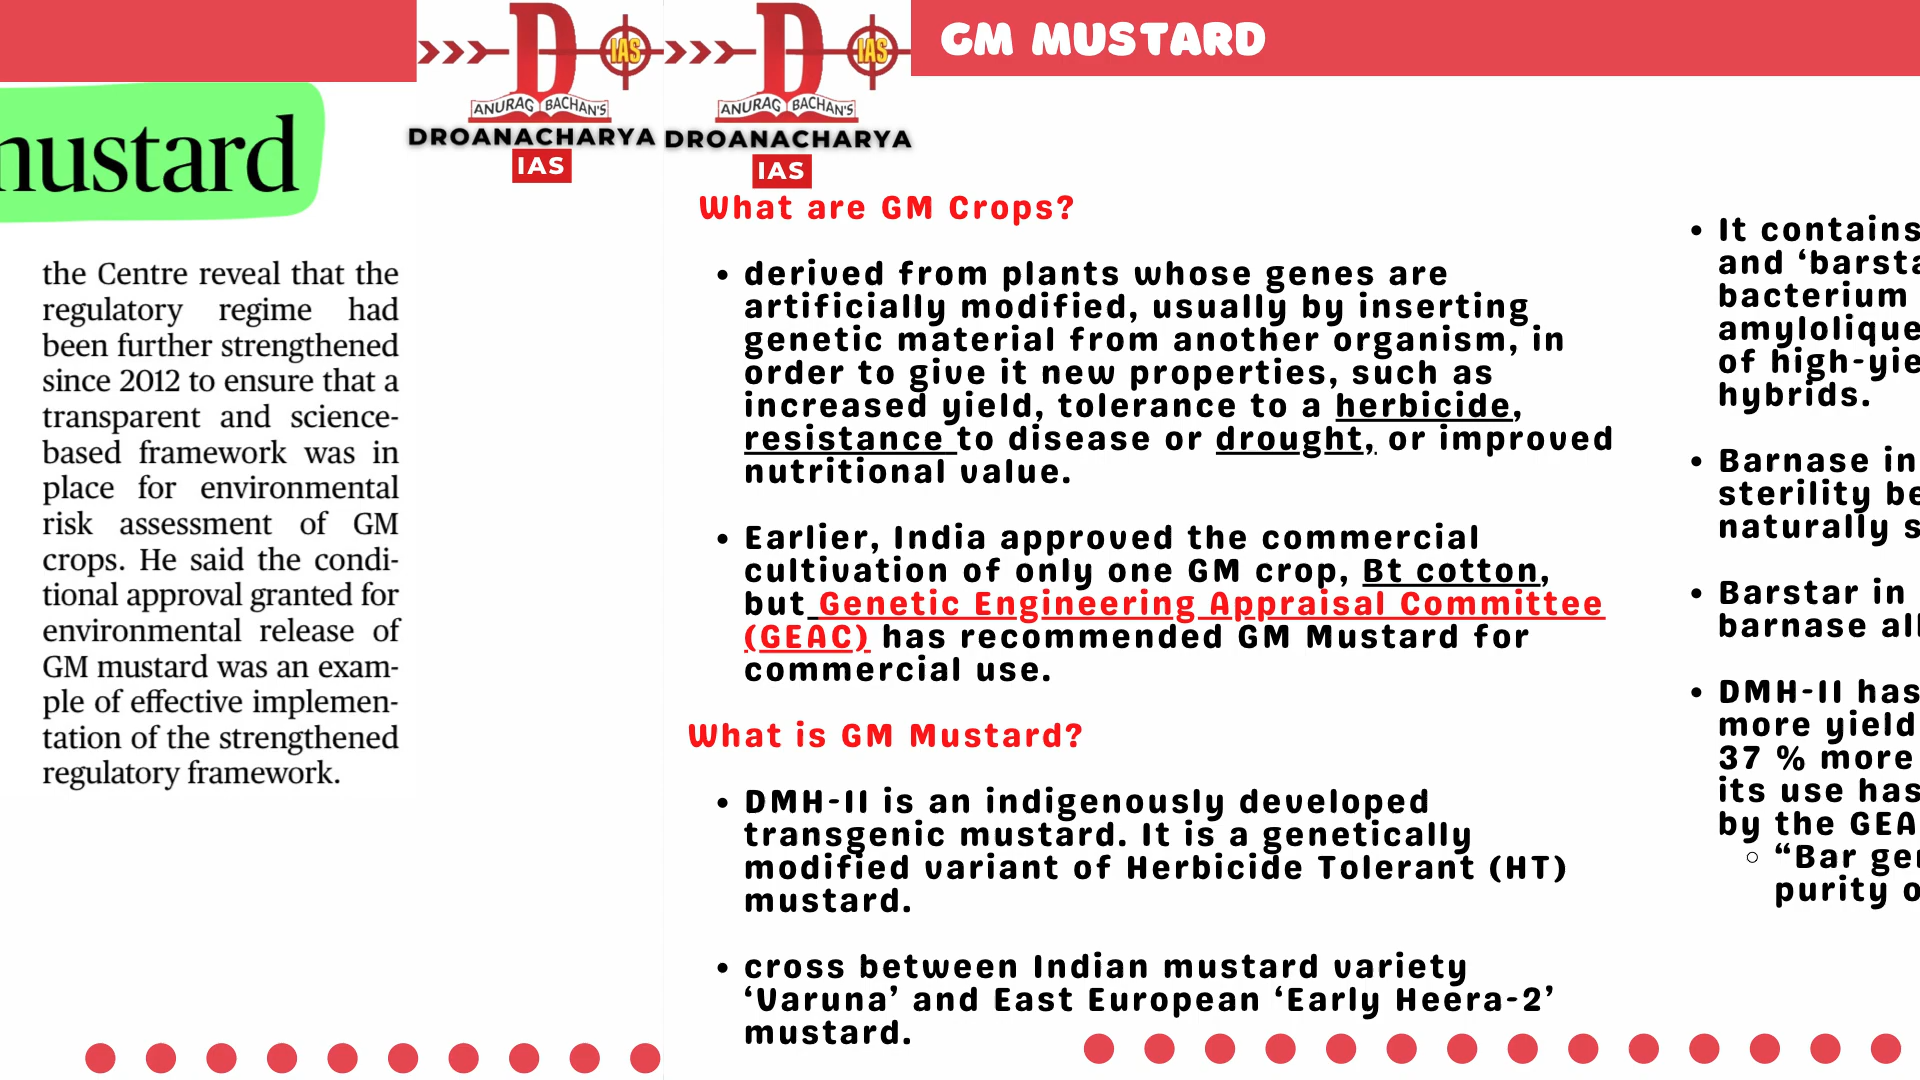 mustard
the Centre reveal that the
regulatory regime had
been further strengthened
since 2012 to ensure that a
transparent and science-
based framework was in
place for environmental
risk assessment of GM
crops. He said the condi-
tional approval granted for
environmental release of
GM mustard was an exam-
ple of effective implemen-
tation of the strengthened
regulatory framework.
D IAS
ANURAG BACHAN'S
DROANACHARYA
IAS
D IAS
ANURAG BACHAN'S
DROANACHARYA
IAS
GM MUSTARD
What are GM Crops?
• derived from plants whose genes are
artificially modified, usually by inserting
genetic material from another organism, in
order to give it new properties, such as
increased yield, tolerance to a herbicide,
resistance to disease or drought, or improved
nutritional value.
• Earlier, India approved the commercial
cultivation of only one GM crop, Bt cotton,
but Genetic Engineering Appraisal Committee
(GEAC) has recommended GM Mustard for
commercial use.
What is GM Mustard?
• DMH-II is an indigenously developed
transgenic mustard. It is a genetically
modified variant of Herbicide Tolerant (HT)
mustard.
• cross between Indian mustard variety
‘Varuna’ and East European ‘Early Heera-2’
mustard.
• It contains
and ‘barsta
bacterium
amylolique
of high-yie
hybrids.
• Barnase in
sterility be
naturally s
• Barstar in
barnase all
• DMH-II has
more yield
37 % more
its use has
by the GEA
◦ “Bar gen
purity o